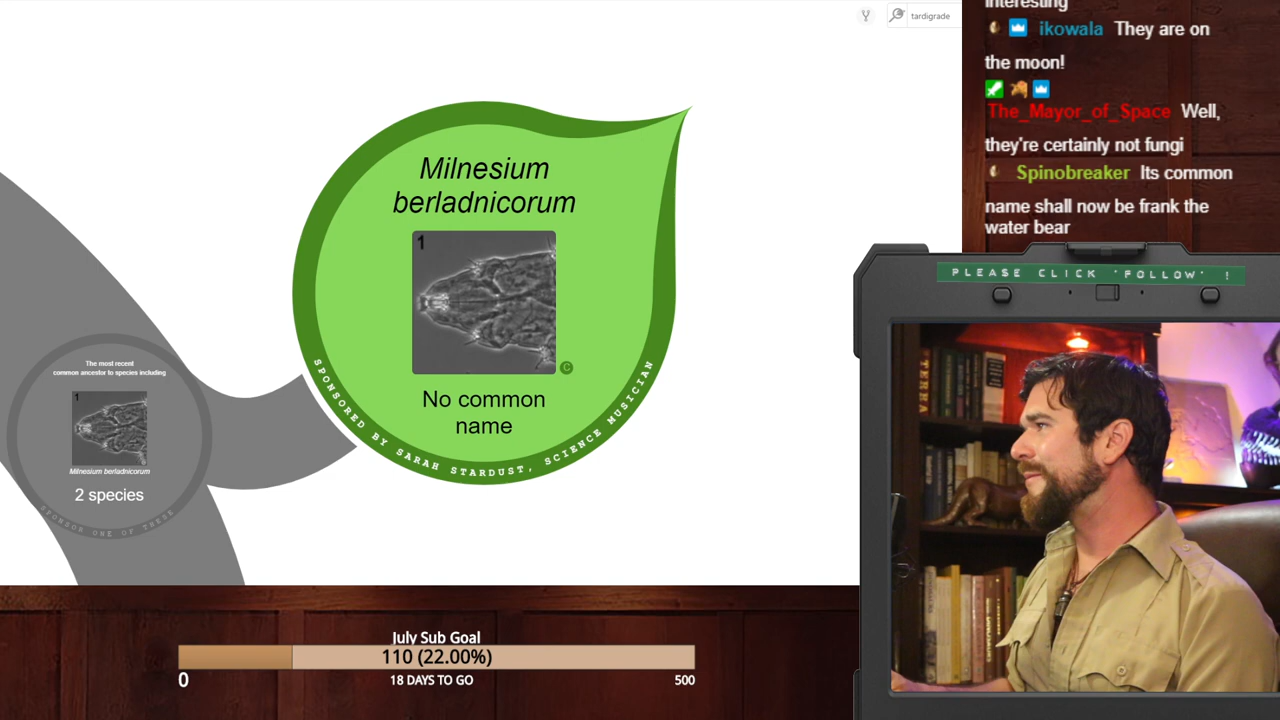 tardigrade
Milnesium
berladnicorum
1
No common
name
SPONSORED BY SARAH STARDUST, SCIENCE MUSICIAN
The most recent
common ancestor to species including
1
Milnesium berladnicorum
2 species
SPONSOR ONE OF THESE
interesting
ikowala They are on
the moon!
The_Mayor_of_Space Well,
they're certainly not fungi
Spinobreaker Its common
name shall now be frank the
water bear
PLEASE CLICK 'FOLLOW' !
TERRA
July Sub Goal
110 (22.00%)
0
18 DAYS TO GO
500